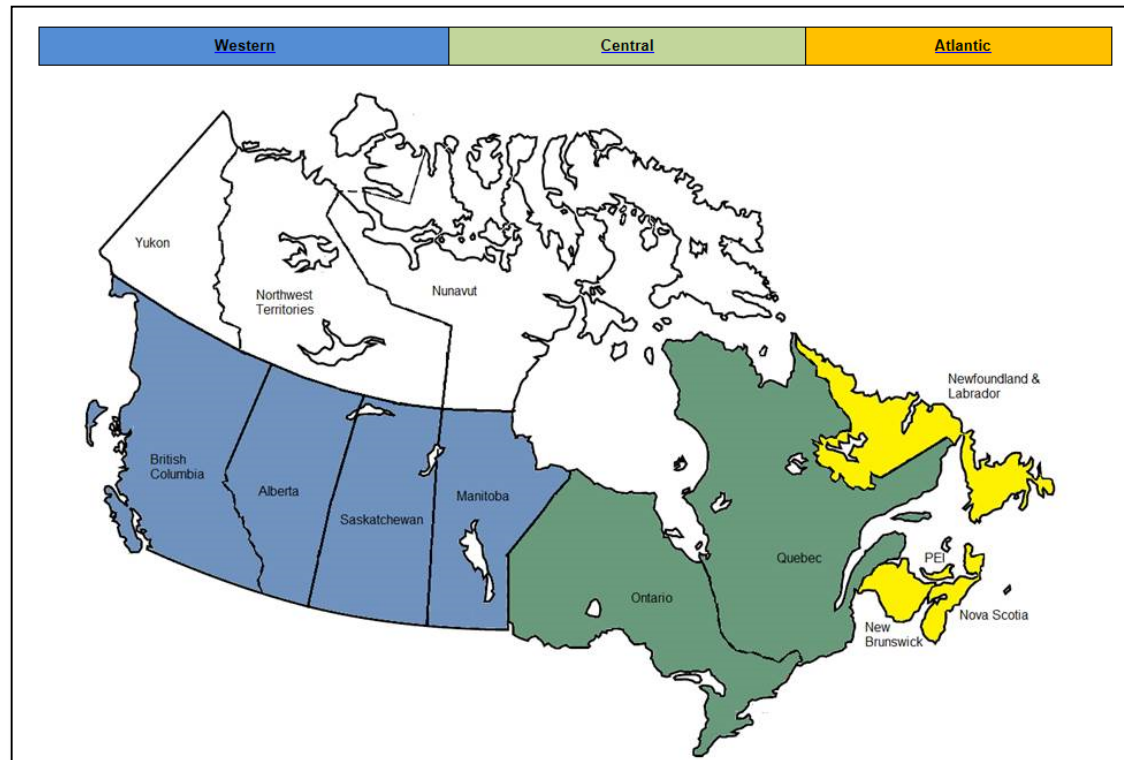 Western Central Atlantic
Yukon
Northwest
Territories
Nunavut
Newfoundland &
Labrador
British
Columbia
Alberta
Saskatchewan
Manitoba
Ontario
Quebec
PEI
Nova Scotia
New
Brunswick